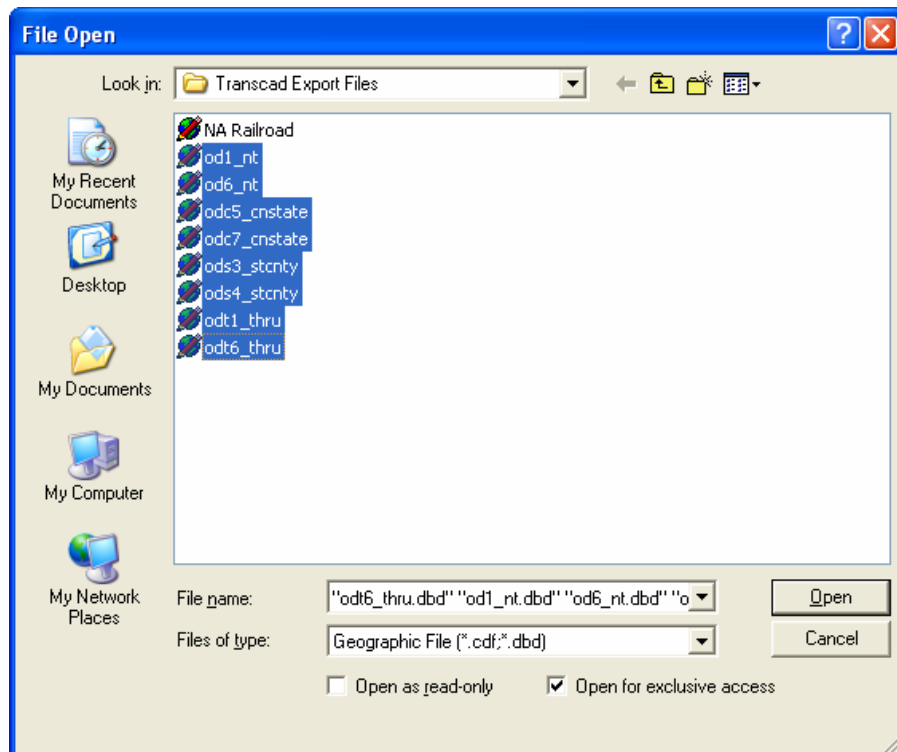 File Open
Look in:
Transcad Export Files
My Recent
Documents
Desktop
My Documents
My Computer
My Network
Places
NA Railroad
od1_nt
od6_nt
odc5_cnstate
odc7_cnstate
ods3_stcnty
ods4_stcnty
odt1_thru
odt6_thru
File name:
"odt6_thru.dbd" "od1_nt.dbd" "od6_nt.dbd" "o
Open
Files of type:
Geographic File (*.cdf;*.dbd)
Cancel
Open as read-only
Open for exclusive access